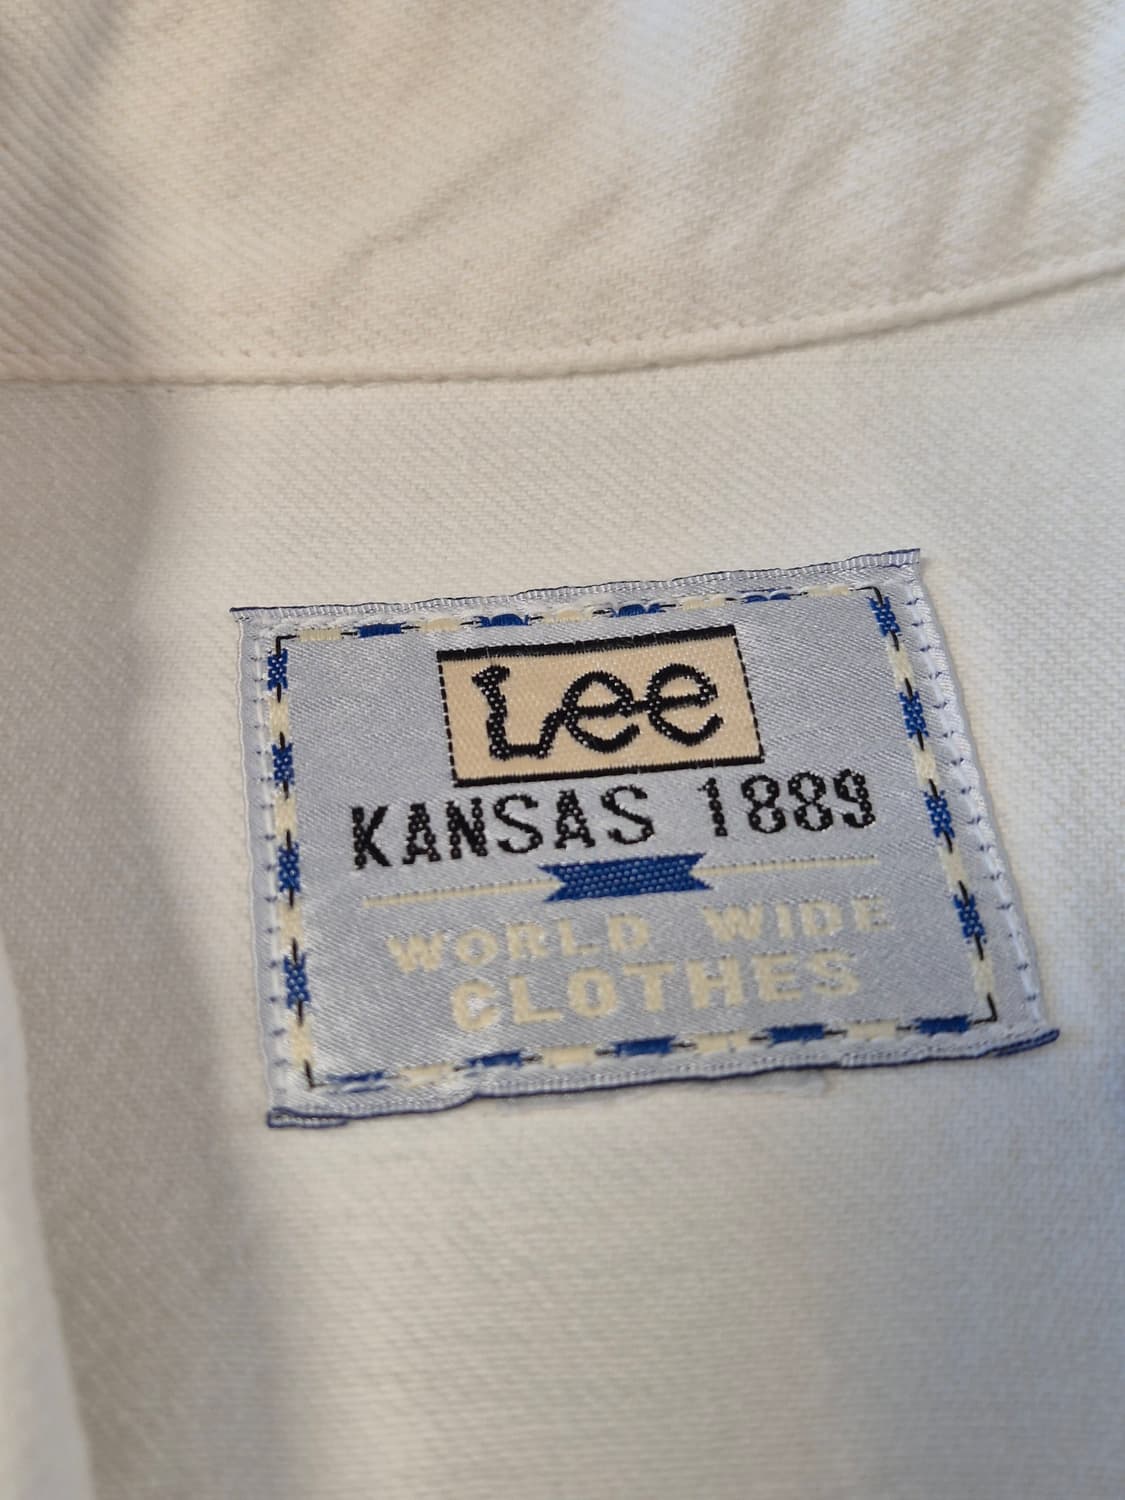 Lee
KANSAS 1889
WORLD WIDE
CLOTHES